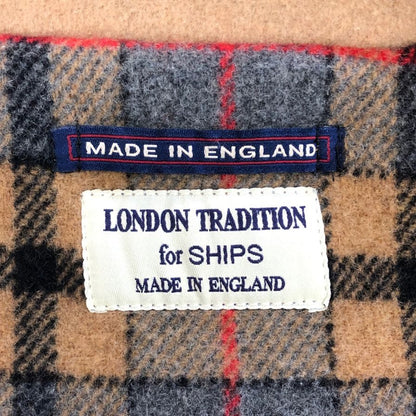 MADE IN ENGLAND
LONDON TRADITION
for SHIPS
MADE IN ENGLAND